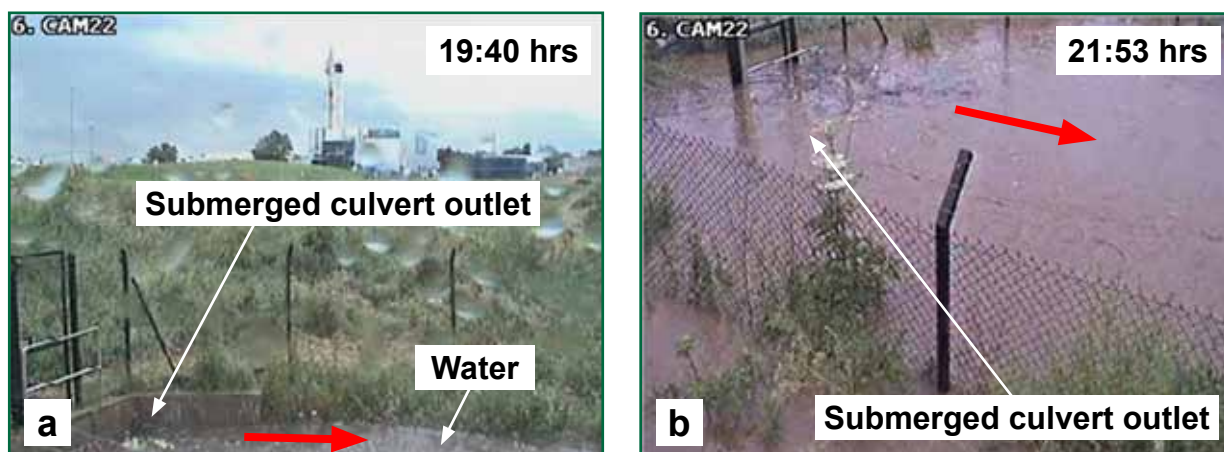 6. CAM22
19:40 hrs
Submerged culvert outlet
Water
a
6. CAM22
21:53 hrs
Submerged culvert outlet
b